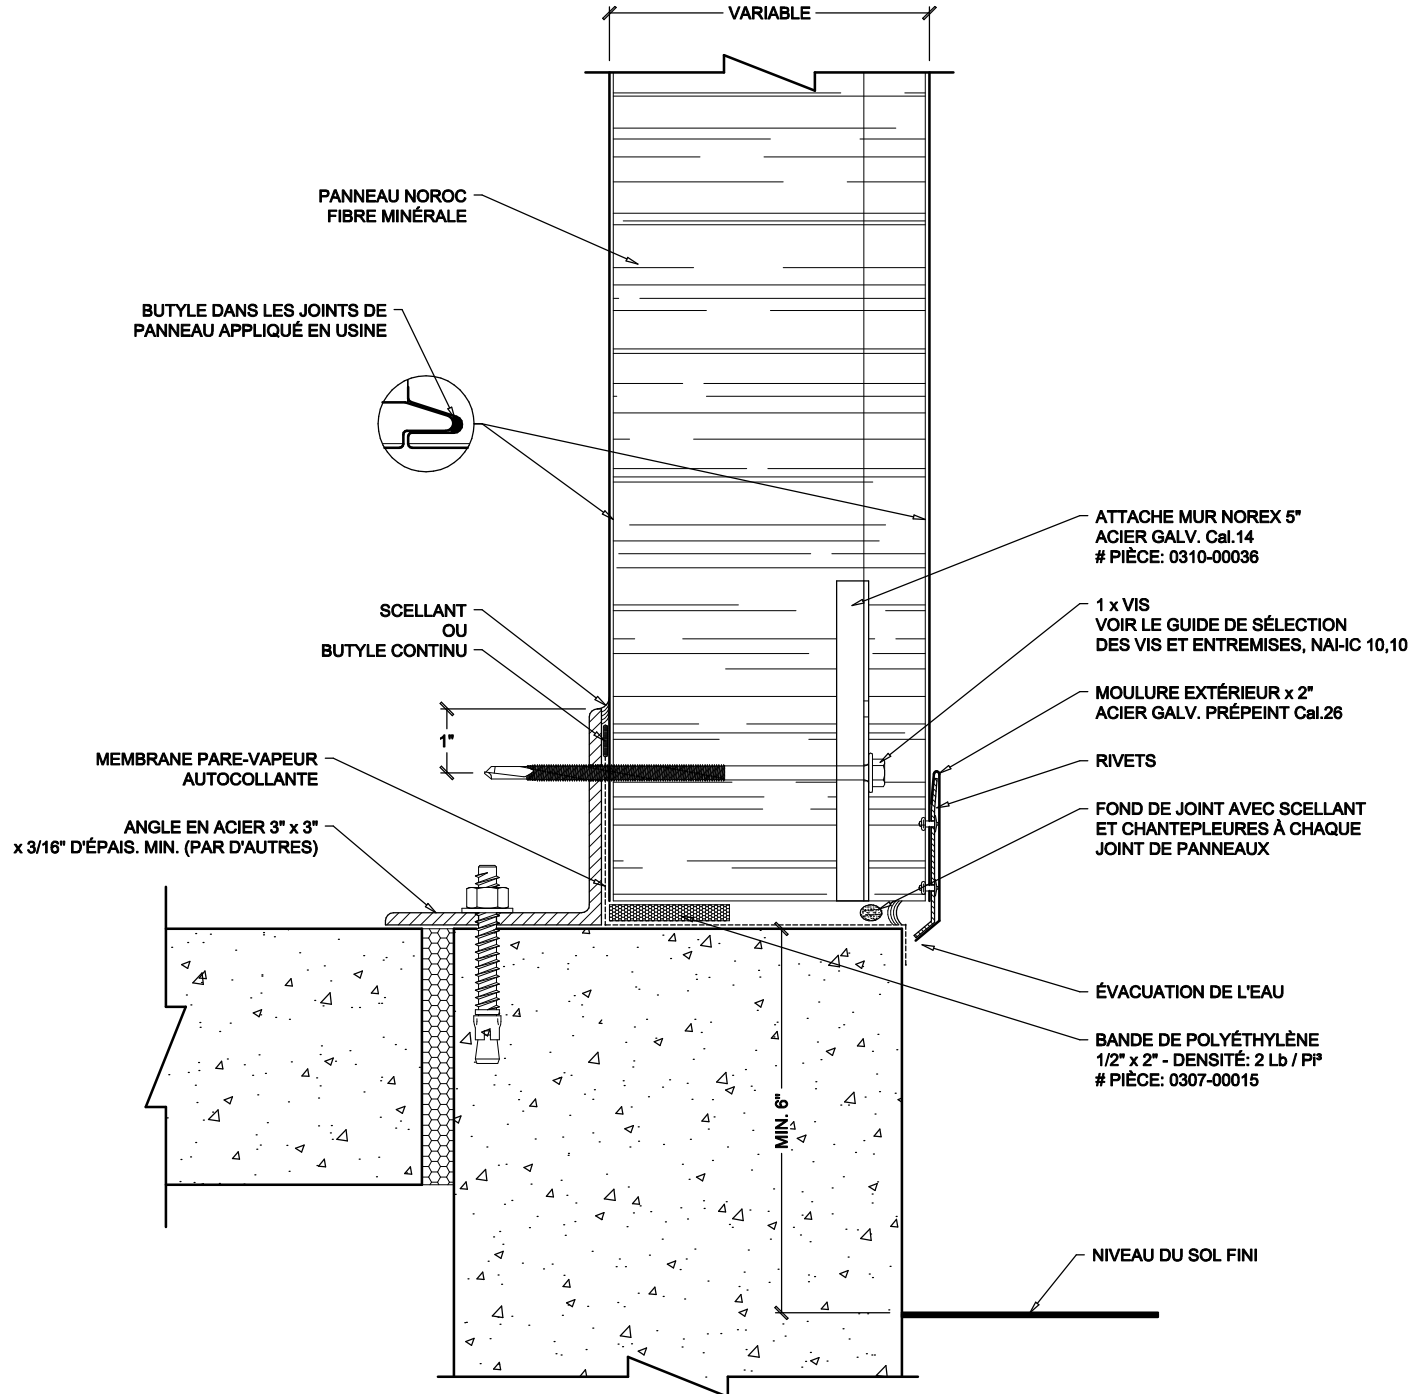 VARIABLE
PANNEAU NOROC
FIBRE MINÉRALE
BUTYLE DANS LES JOINTS DE
PANNEAU APPLIQUÉ EN USINE
ATTACHE MUR NOREX 5"
ACIER GALV. Cal.14
# PIÈCE: 0310-00036
SCELLANT
OU
BUTYLE CONTINU
1 x VIS
VOIR LE GUIDE DE SÉLECTION
DES VIS ET ENTREMISES, NAI-IC 10,10
MOULURE EXTÉRIEUR x 2"
ACIER GALV. PRÉPEINT Cal.26
1"
MEMBRANE PARE-VAPEUR
AUTOCOLLANTE
RIVETS
ANGLE EN ACIER 3" x 3"
x 3/16" D'ÉPAIS. MIN. (PAR D'AUTRES)
FOND DE JOINT AVEC SCELLANT
ET CHANTEPLEURES À CHAQUE
JOINT DE PANNEAUX
ÉVACUATION DE L'EAU
BANDE DE POLYÉTHYLÈNE
1/2" x 2" - DENSITÉ: 2 Lb / Pi³
# PIÈCE: 0307-00015
MIN. 6"
NIVEAU DU SOL FINI